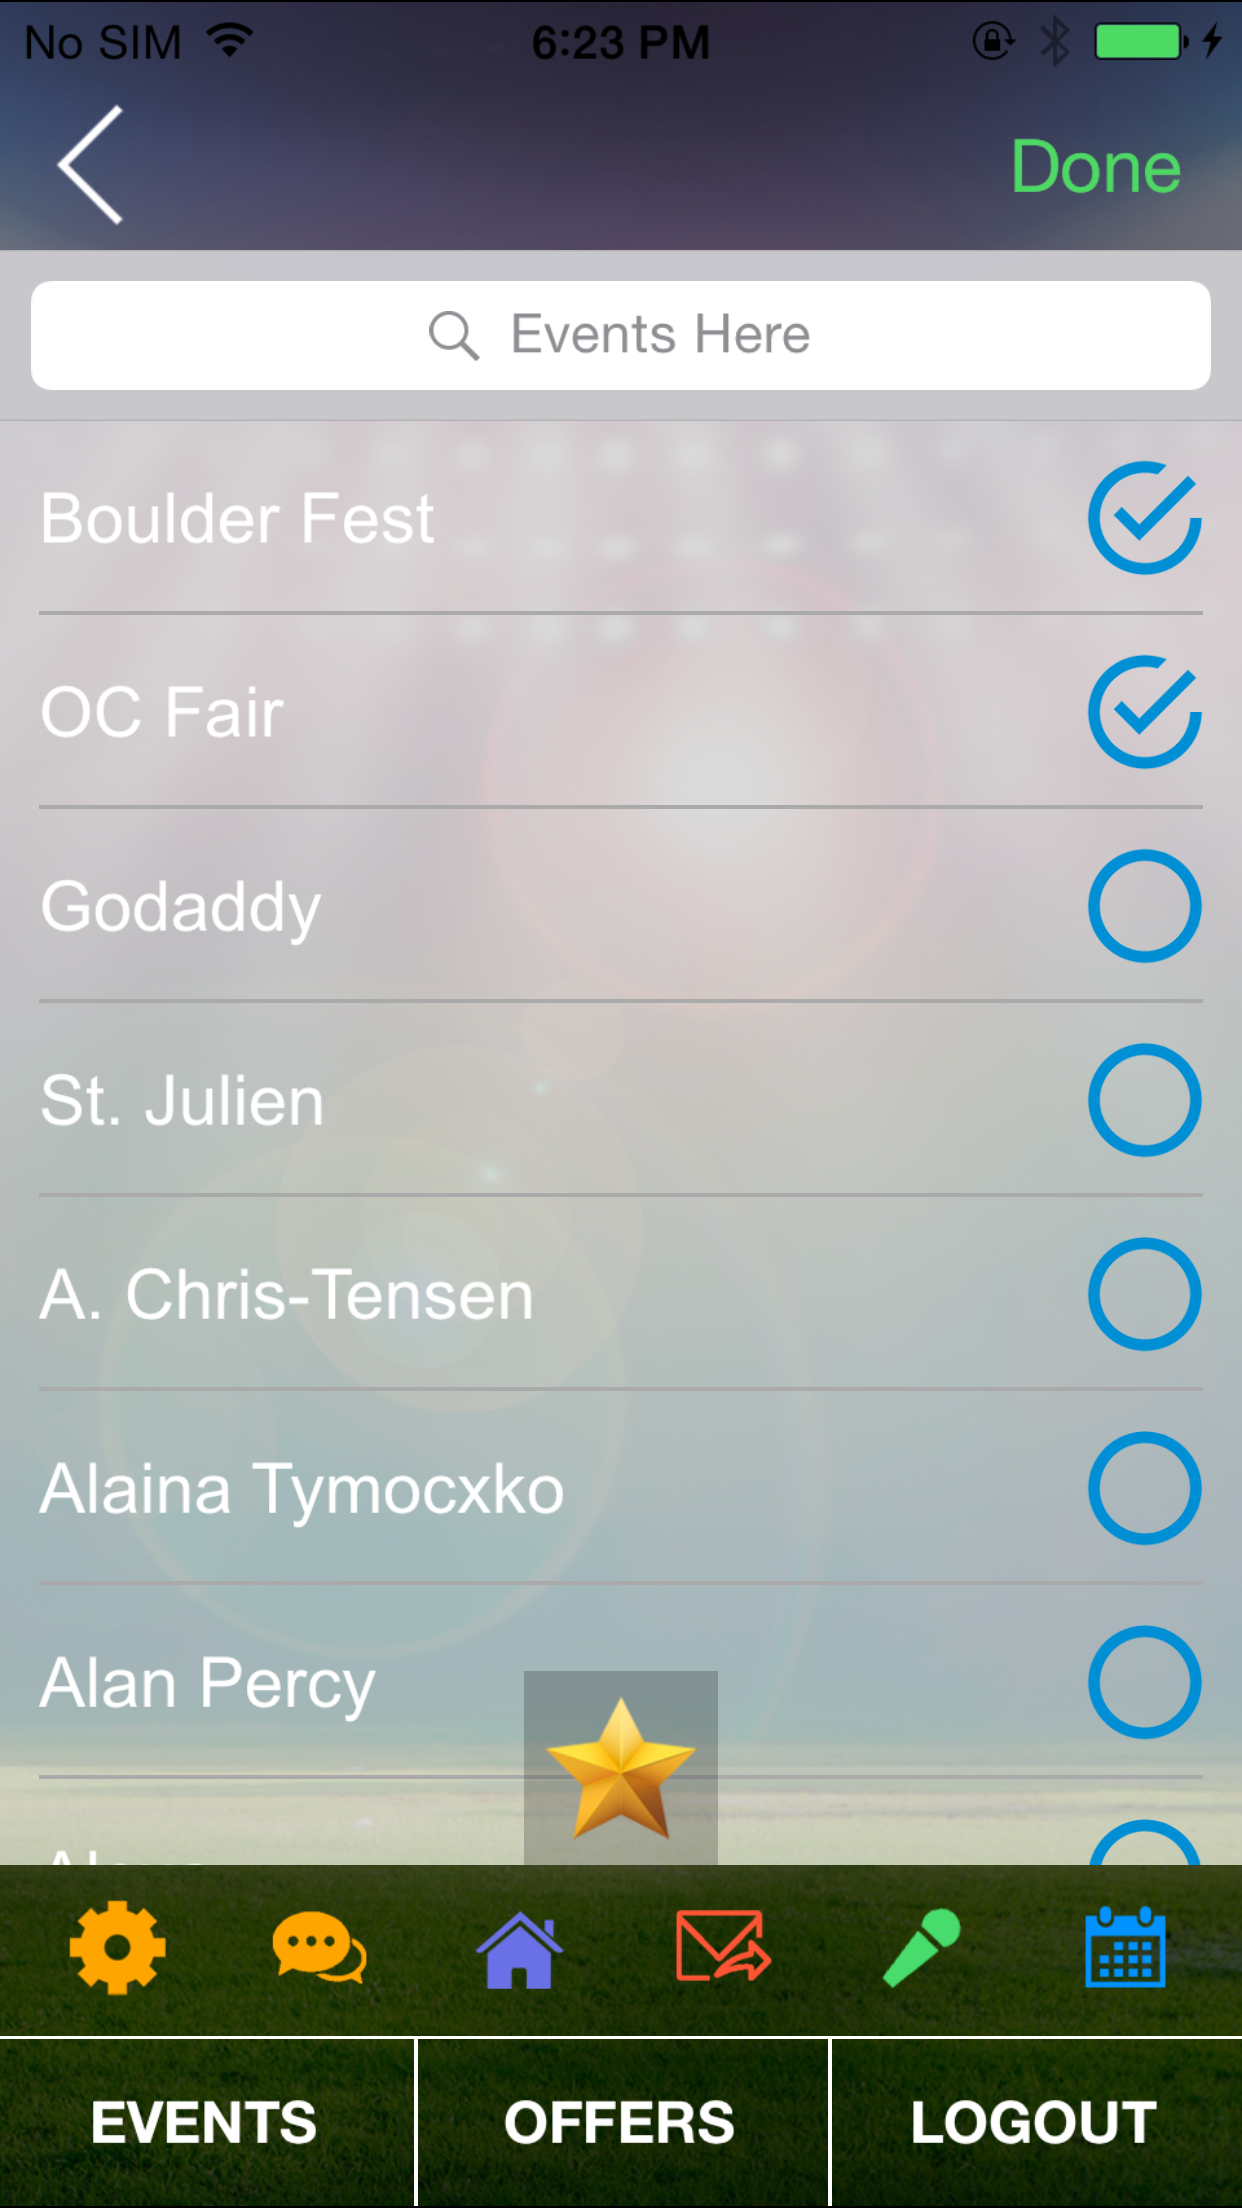 No SIM 6:23 PM
Done
Events Here
Boulder Fest
OC Fair
Godaddy
St. Julien
A. Chris-Tensen
Alaina Tymocxko
Alan Percy
EVENTS OFFERS LOGOUT